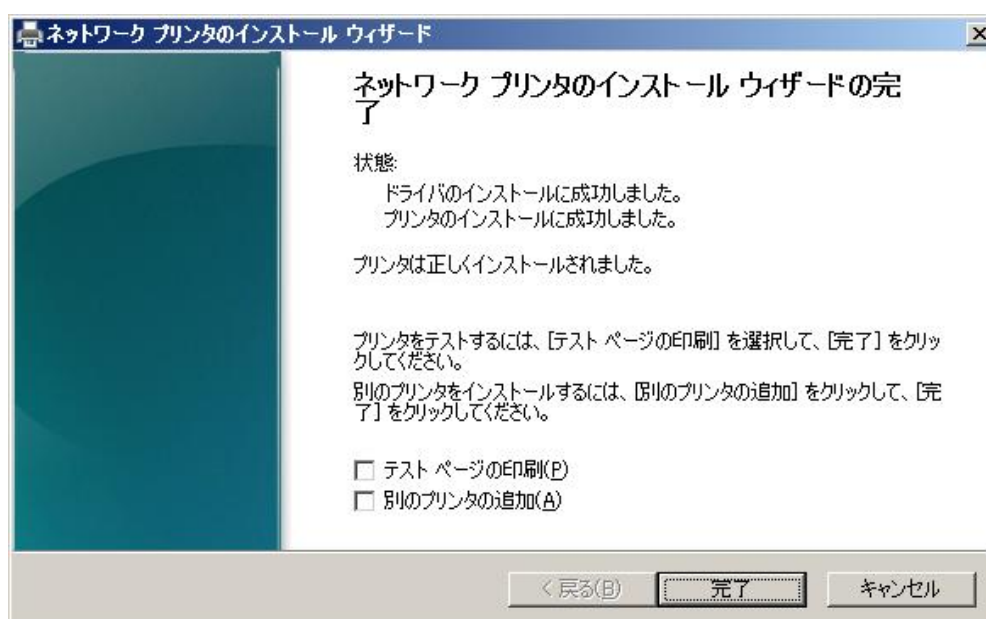 ネットワーク プリンタのインストール ウィザード
ネットワーク プリンタのインストール ウィザードの完
了
状態:
ドライバのインストールに成功しました。
プリンタのインストールに成功しました。
プリンタは正しくインストールされました。
プリンタをテストするには、[テスト ページの印刷] を選択して、[完了] をクリッ
クしてください。
別のプリンタをインストールするには、[別のプリンタの追加] をクリックして、[完
了] をクリックしてください。
テスト ページの印刷(P)
別のプリンタの追加(A)
< 戻る(B) 完了 キャンセル